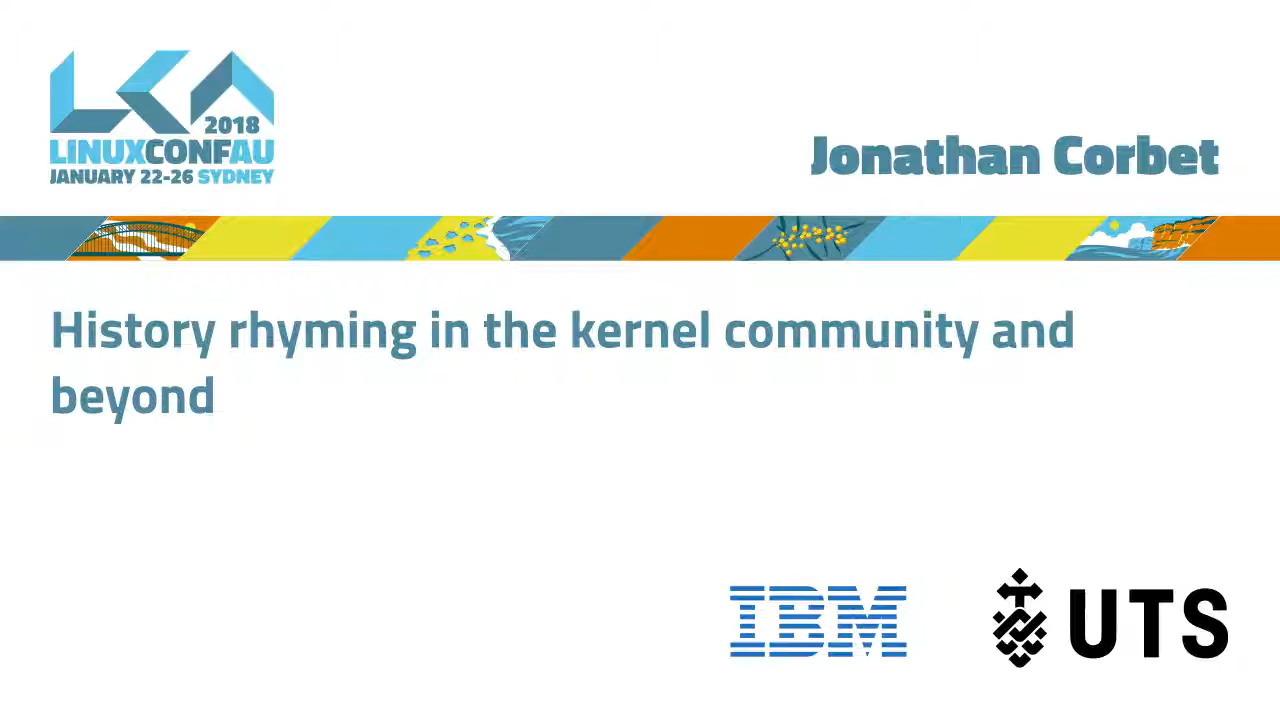 2018
LINUXCONFAU
JANUARY 22-26 SYDNEY
Jonathan Corbet
History rhyming in the kernel community and
beyond
IBM
UTS